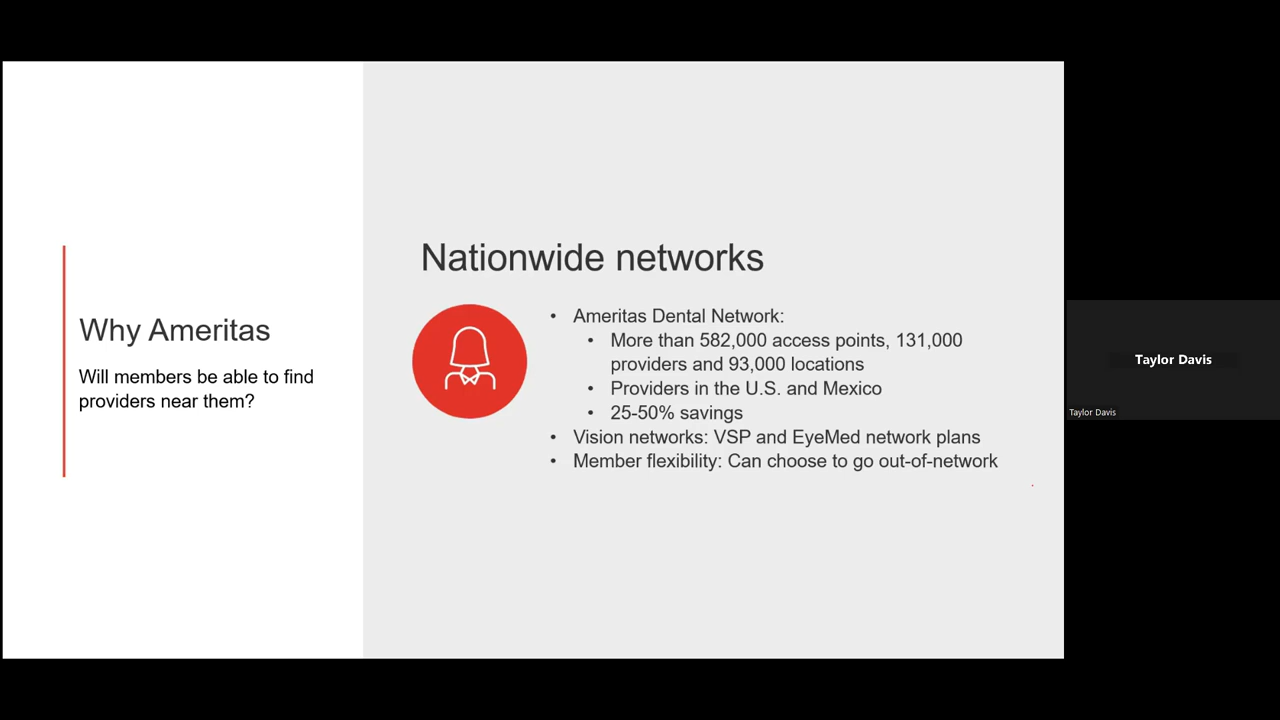 Why Ameritas
Will members be able to find
providers near them?
Nationwide networks
• Ameritas Dental Network:
• More than 582,000 access points, 131,000
providers and 93,000 locations
• Providers in the U.S. and Mexico
• 25-50% savings
• Vision networks: VSP and EyeMed network plans
• Member flexibility: Can choose to go out-of-network
Taylor Davis
Taylor Davis